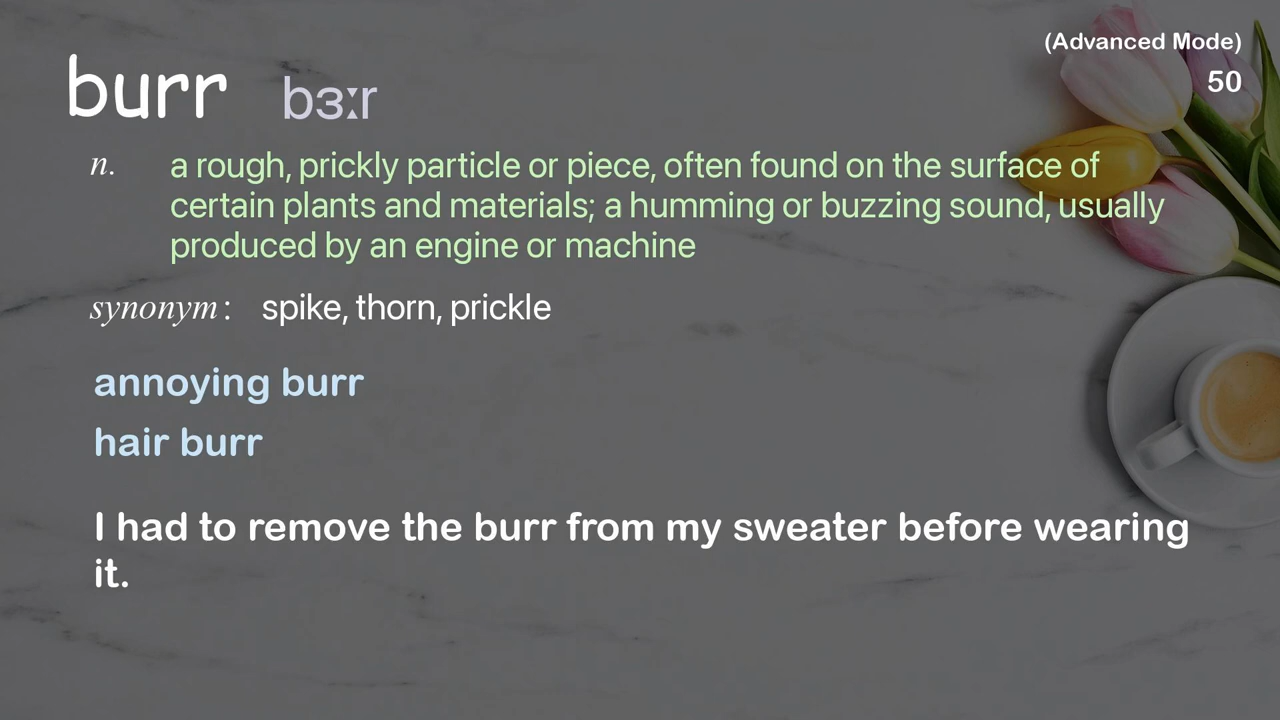 (Advanced Mode)
burr bɜːr
50
n. a rough, prickly particle or piece, often found on the surface of
certain plants and materials; a humming or buzzing sound, usually
produced by an engine or machine
synonym: spike, thorn, prickle
annoying burr
hair burr
I had to remove the burr from my sweater before wearing
it.